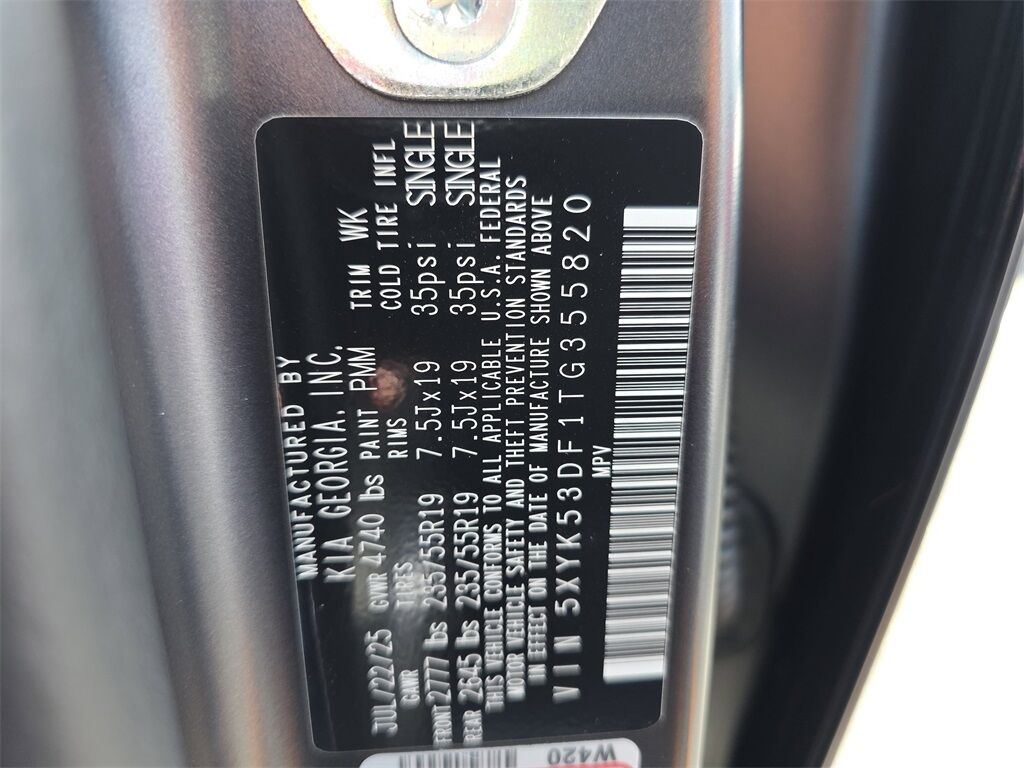 MANUFACTURED BY
KIA GEORGIA, INC.
JUL/22/25 GVWR 4740 lbs PAINT PMM TRIM WK
GAWR TIRES RIMS COLD TIRE INFL
FRONT 2777 lbs 235/55R19 7.5Jx19 35psi SINGLE
REAR 2645 lbs 235/55R19 7.5Jx19 35psi SINGLE
THIS VEHICLE CONFORMS TO ALL APPLICABLE U.S.A. FEDERAL
MOTOR VEHICLE SAFETY AND THEFT PREVENTION STANDARDS
IN EFFECT ON THE DATE OF MANUFACTURE SHOWN ABOVE
VIN 5XYK53DF1TG355820
MPV
W420